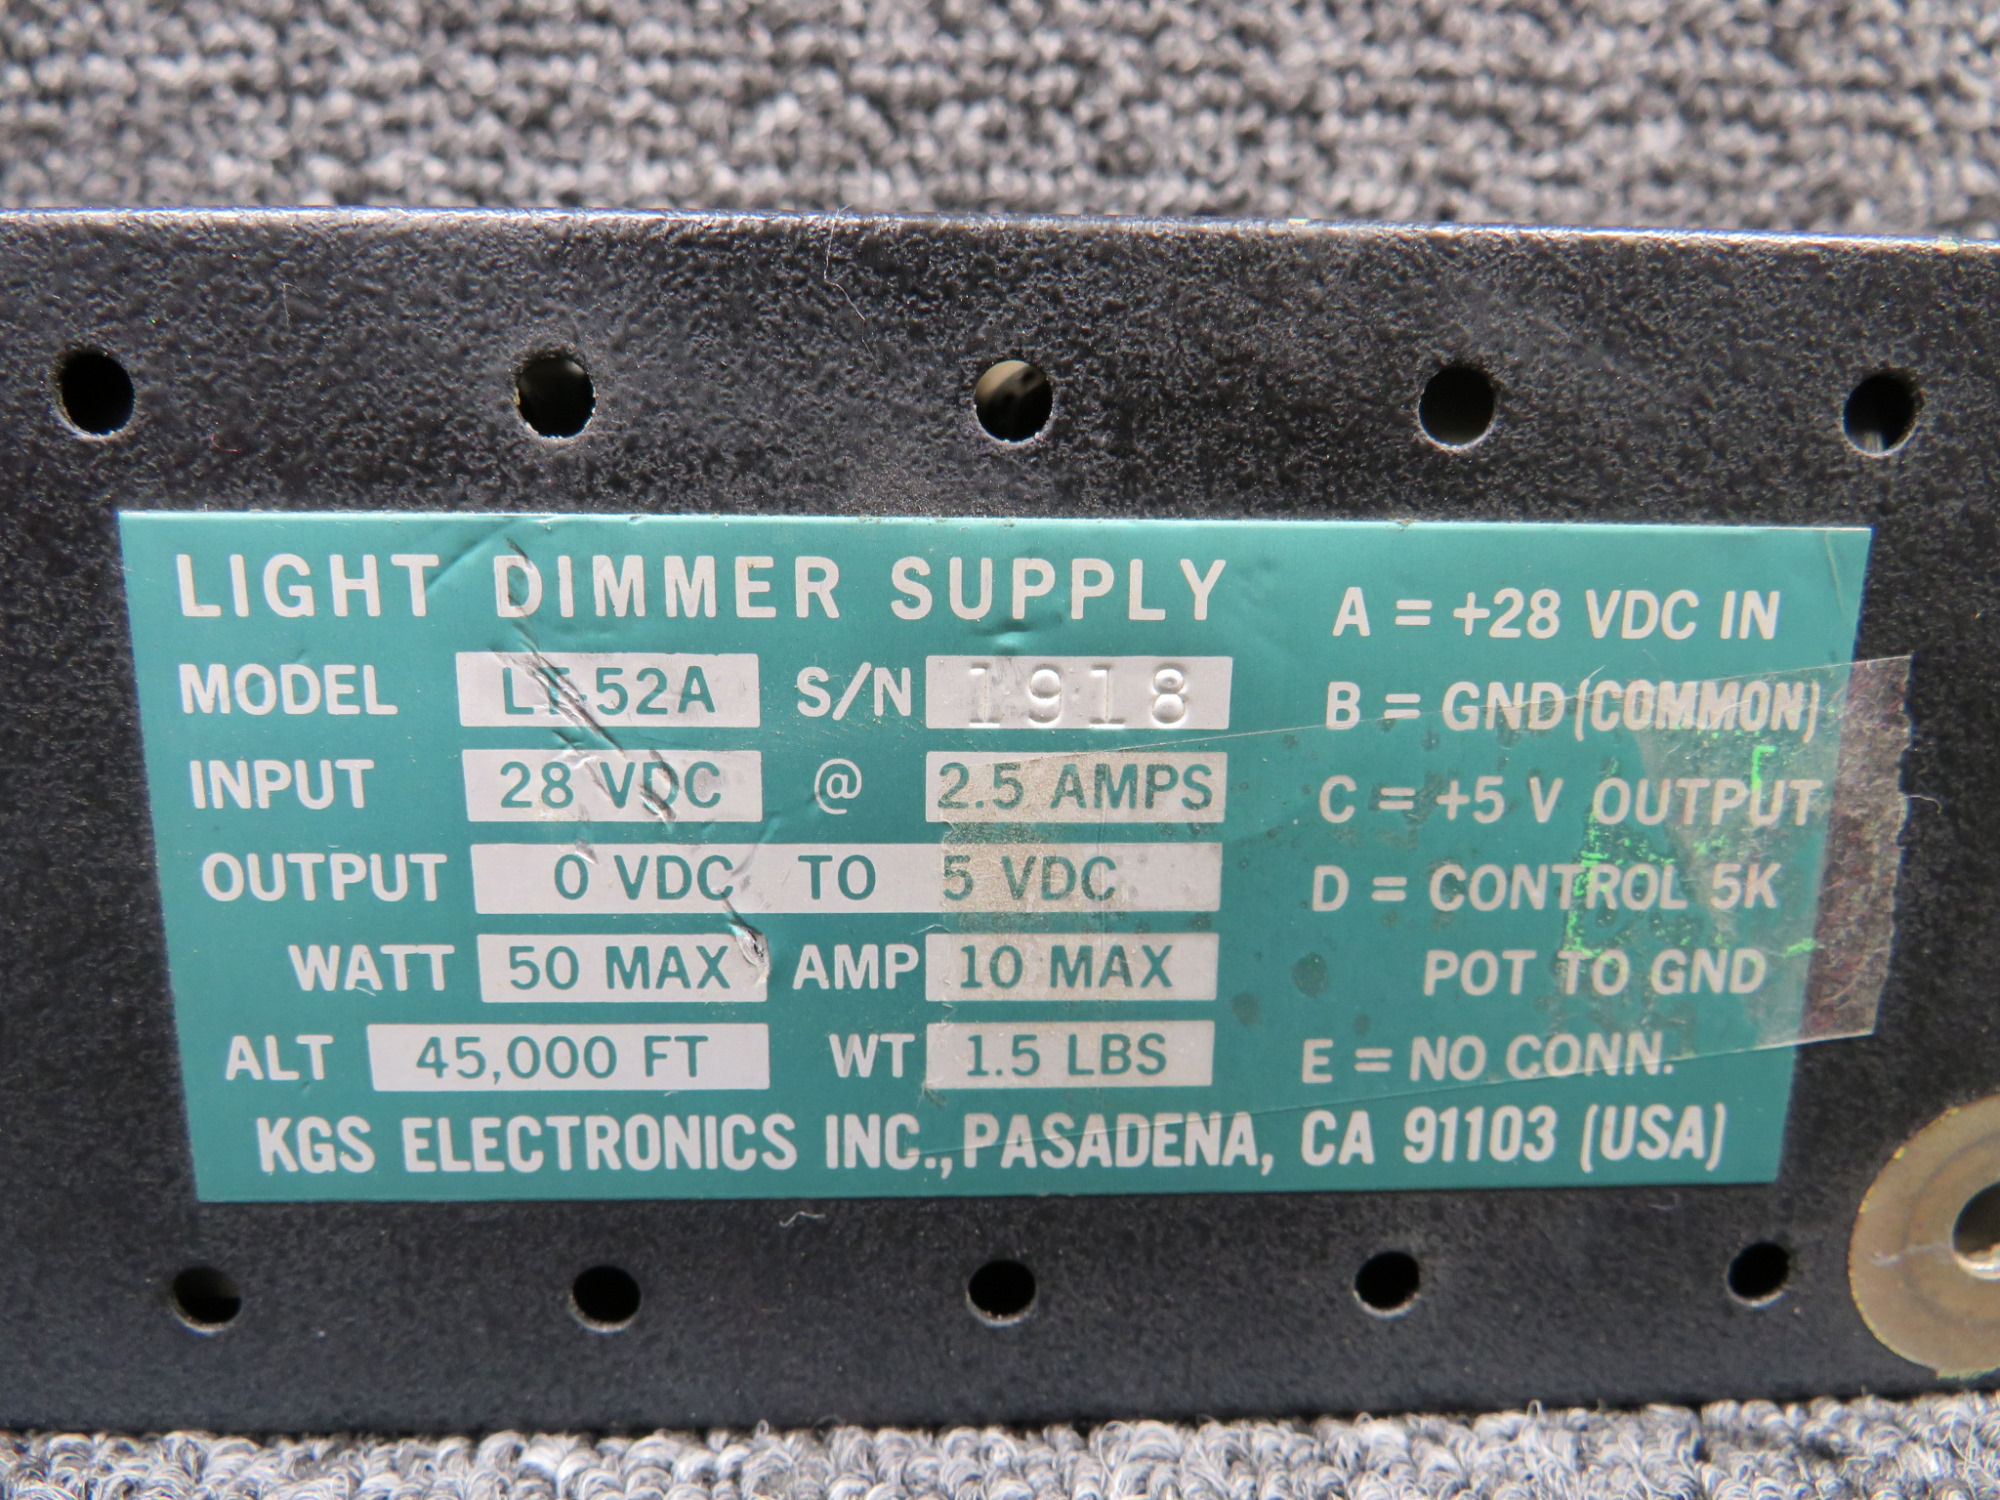 LIGHT DIMMER SUPPLY
MODEL LT-52A S/N 1918
INPUT 28 VDC @ 2.5 AMPS
OUTPUT 0 VDC TO 5 VDC
WATT 50 MAX AMP 10 MAX
ALT 45,000 FT WT 1.5 LBS
A = +28 VDC IN
B = GND (COMMON)
C = +5 V OUTPUT
D = CONTROL 5K
POT TO GND
E = NO CONN.
KGS ELECTRONICS INC., PASADENA, CA 91103 (USA)